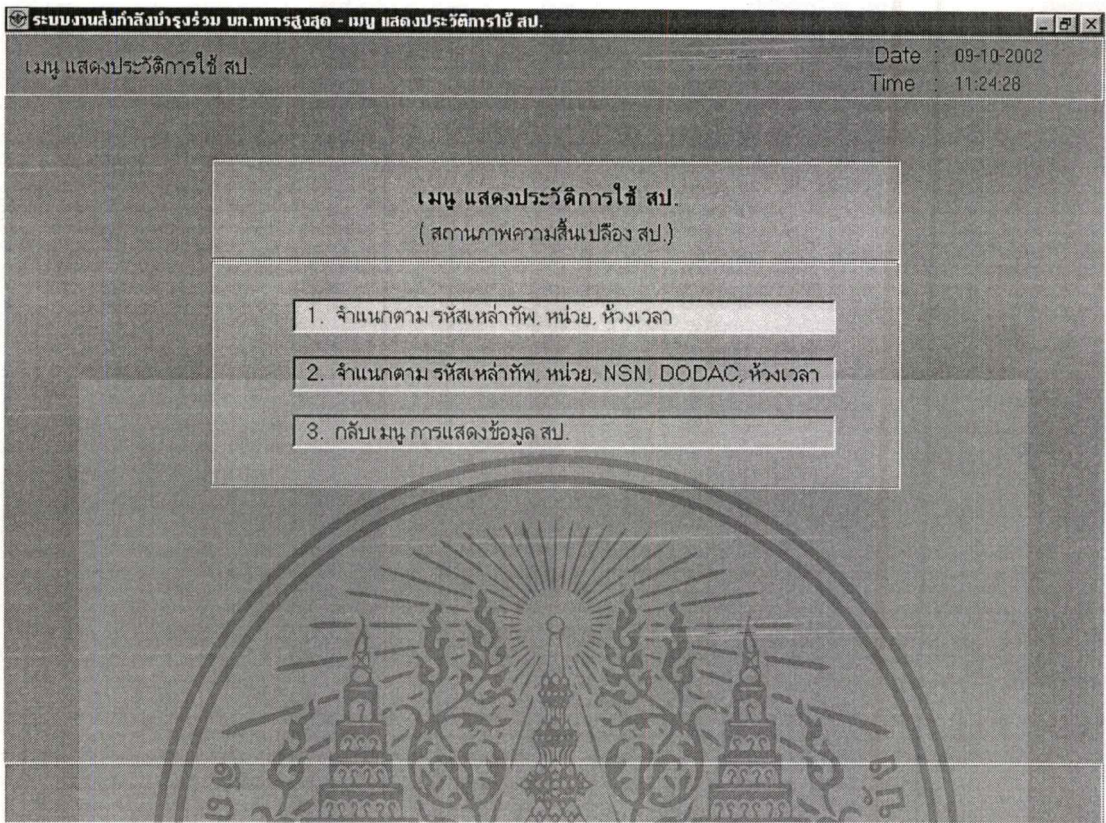 ระบบงานส่งกำลังบำรุงร่วม บก.ทหารสูงสุด - เมนู แสดงประวัติการใช้ สป.
เมนู แสดงประวัติการใช้ สป.
Date : 09-10-2002
Time : 11:24:28
เมนู แสดงประวัติการใช้ สป.
( สถานภาพความสิ้นเปลือง สป.)
1. จำแนกตาม รหัสเหล่าทัพ, หน่วย, ห้วงเวลา
2. จำแนกตาม รหัสเหล่าทัพ, หน่วย, NSN, DODAC, ห้วงเวลา
3. กลับเมนู การแสดงข้อมูล สป.